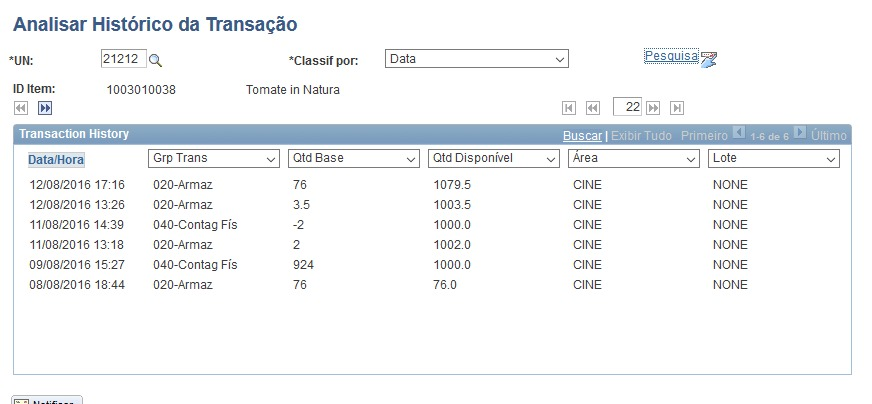 Analisar Histórico da Transação
*UN: 21212 *Classif por: Data Pesquisa
ID Item: 1003010038 Tomate in Natura
22
Transaction History Buscar | Exibir Tudo Primeiro 1-6 de 6 Último
Data/Hora Grp Trans Qtd Base Qtd Disponível Área Lote
12/08/2016 17:16 020-Armaz 76 1079.5 CINE NONE
12/08/2016 13:26 020-Armaz 3.5 1003.5 CINE NONE
11/08/2016 14:39 040-Contag Fís -2 1000.0 CINE NONE
11/08/2016 13:18 020-Armaz 2 1002.0 CINE NONE
09/08/2016 15:27 040-Contag Fís 924 1000.0 CINE NONE
08/08/2016 18:44 020-Armaz 76 76.0 CINE NONE